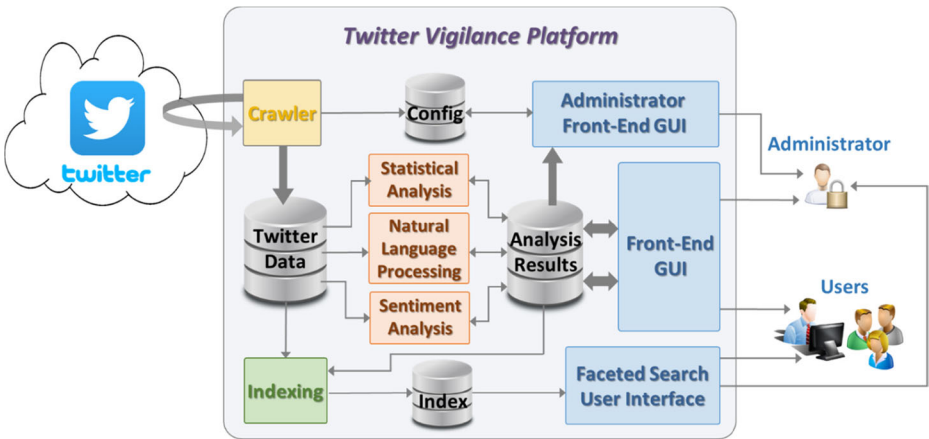 Twitter Vigilance Platform
twitter
Crawler
Config
Administrator
Front-End GUI
Administrator
Statistical
Analysis
Twitter
Data
Natural
Language
Processing
Analysis
Results
Front-End
GUI
Sentiment
Analysis
Users
Indexing
Index
Faceted Search
User Interface